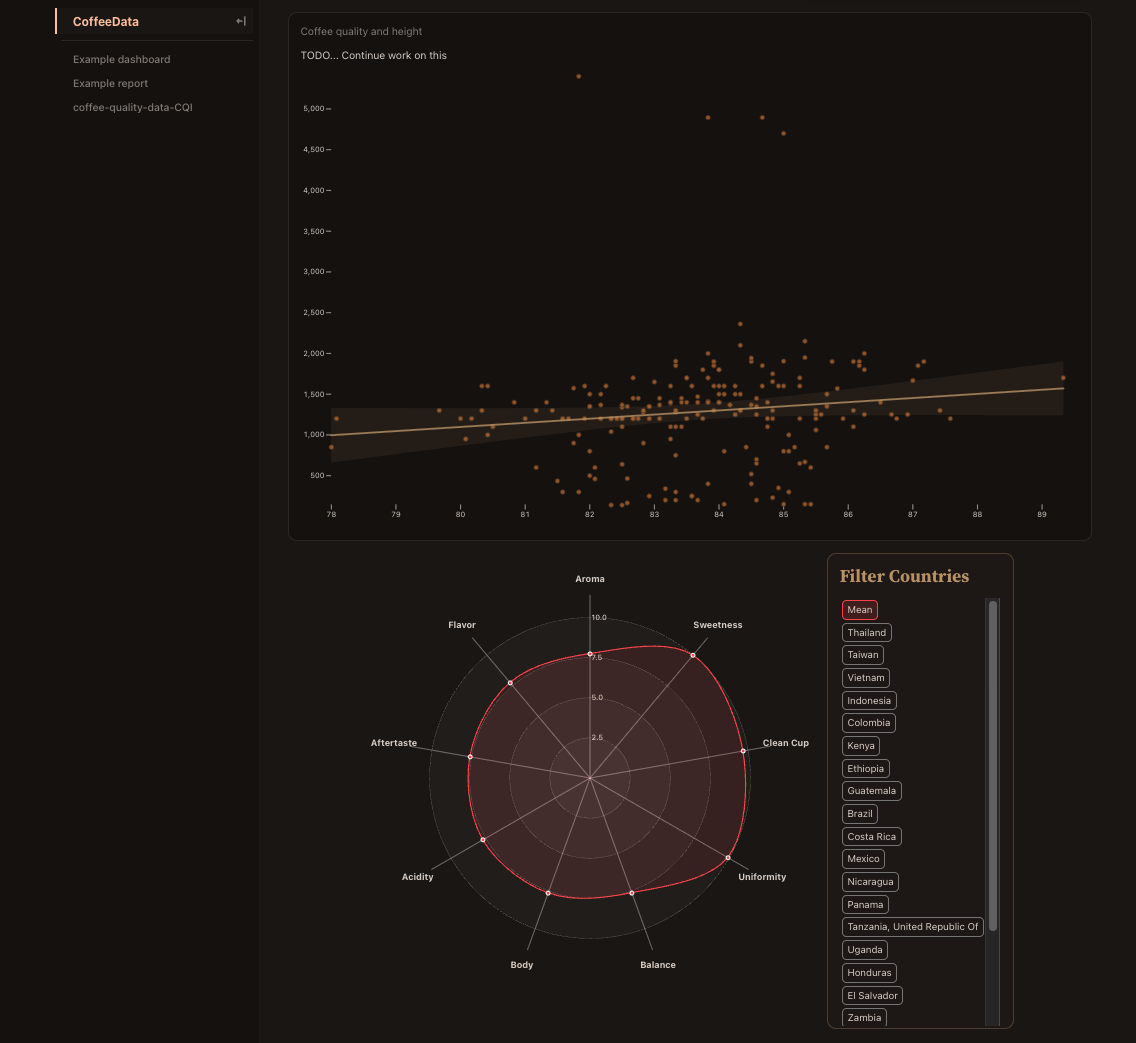 CoffeeData
Example dashboard
Example report
coffee-quality-data-CQI
Coffee quality and height
TODO... Continue work on this
5,000
4,500
4,000
3,500
3,000
2,500
2,000
1,500
1,000
500
78 79 80 81 82 83 84 85 86 87 88 89
Aroma
Sweetness
Clean Cup
Uniformity
Balance
Body
Acidity
Aftertaste
Flavor
10.0
7.5
5.0
2.5
Filter Countries
Mean
Thailand
Taiwan
Vietnam
Indonesia
Colombia
Kenya
Ethiopia
Guatemala
Brazil
Costa Rica
Mexico
Nicaragua
Panama
Tanzania, United Republic Of
Uganda
Honduras
El Salvador
Zambia